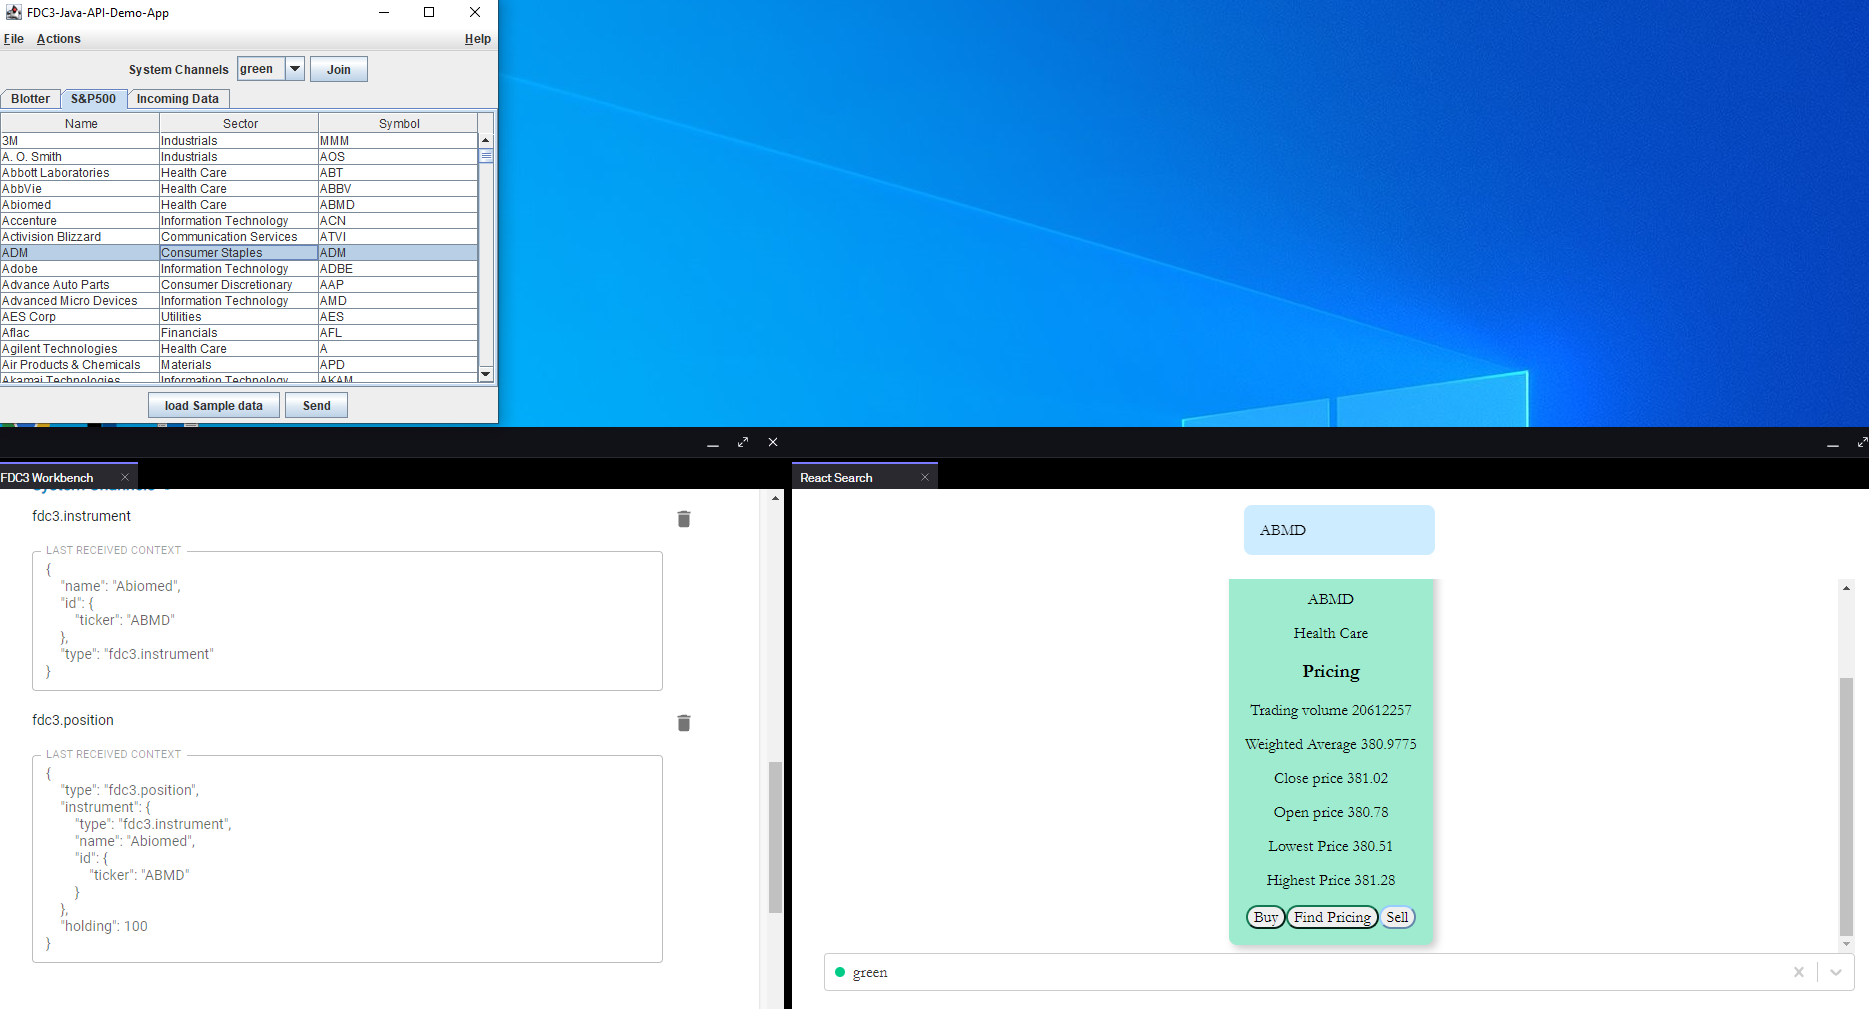 FDC3-Java-API-Demo-App
File Actions Help
System Channels green Join
Blotter S&P500 Incoming Data
Name Sector Symbol
3M Industrials MMM
A. O. Smith Industrials AOS
Abbott Laboratories Health Care ABT
AbbVie Health Care ABBV
Abiomed Health Care ABMD
Accenture Information Technology ACN
Activision Blizzard Communication Services ATVI
ADM Consumer Staples ADM
Adobe Information Technology ADBE
Advance Auto Parts Consumer Discretionary AAP
Advanced Micro Devices Information Technology AMD
AES Corp Utilities AES
Aflac Financials AFL
Agilent Technologies Health Care A
Air Products & Chemicals Materials APD
Akamai Technologies Information Technology AKAM
load Sample data Send
FDC3 Workbench
fdc3.instrument
LAST RECEIVED CONTEXT
{
"name": "Abiomed",
"id": {
"ticker": "ABMD"
},
"type": "fdc3.instrument"
}
fdc3.position
LAST RECEIVED CONTEXT
{
"type": "fdc3.position",
"instrument": {
"type": "fdc3.instrument",
"name": "Abiomed",
"id": {
"ticker": "ABMD"
}
},
"holding": 100
}
React Search
ABMD
ABMD
Health Care
Pricing
Trading volume 20612257
Weighted Average 380.9775
Close price 381.02
Open price 380.78
Lowest Price 380.51
Highest Price 381.28
Buy Find Pricing Sell
green